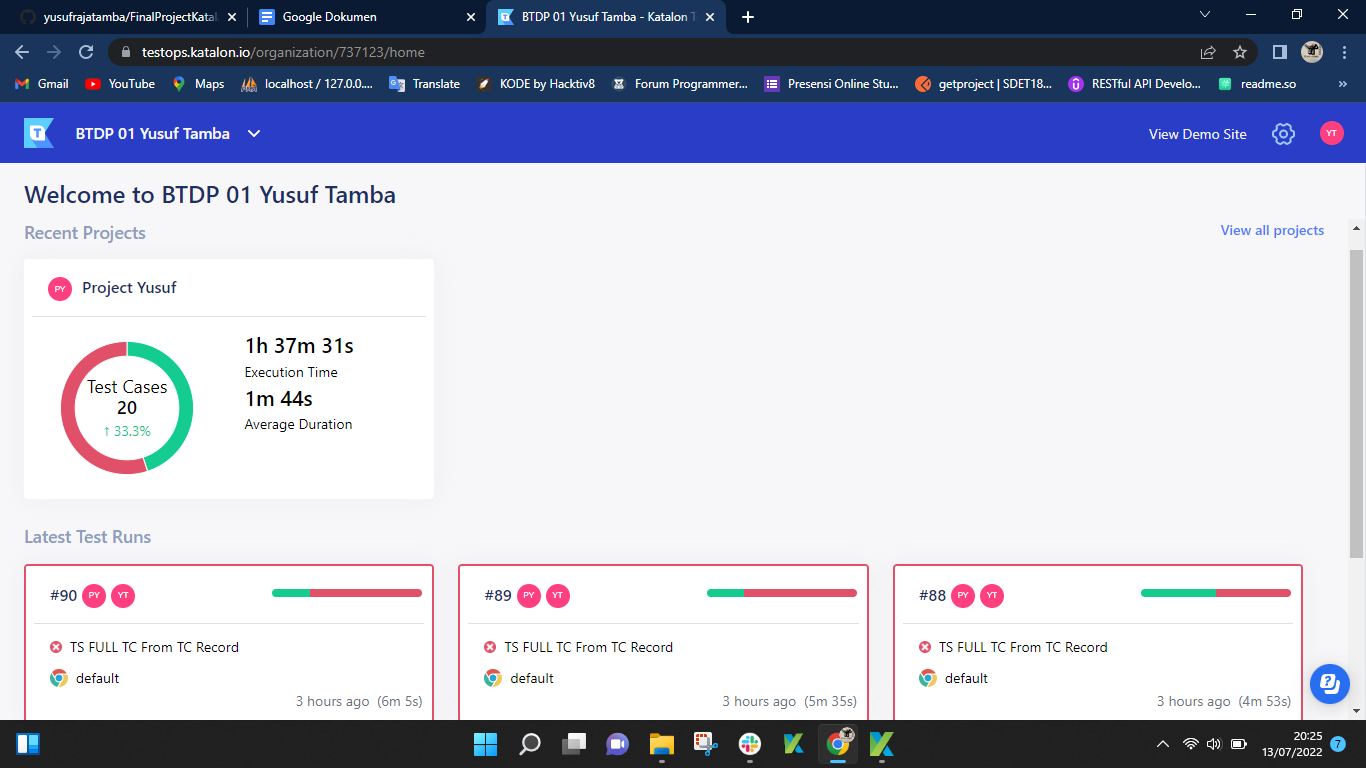 yusufrajatamba/FinalProjectKatal
Google Dokumen
BTDP 01 Yusuf Tamba - Katalon T
testops.katalon.io/organization/737123/home
Gmail
YouTube
Maps
localhost / 127.0.0....
Translate
KODE by Hacktiv8
Forum Programmer...
Presensi Online Stu...
getproject | SDET18...
RESTful API Develo...
readme.so
»
BTDP 01 Yusuf Tamba
View Demo Site
YT
Welcome to BTDP 01 Yusuf Tamba
Recent Projects
View all projects
PY Project Yusuf
Test Cases
20
↑ 33.3%
1h 37m 31s
Execution Time
1m 44s
Average Duration
Latest Test Runs
#90 PY YT
TS FULL TC From TC Record
default
3 hours ago (6m 5s)
#89 PY YT
TS FULL TC From TC Record
default
3 hours ago (5m 35s)
#88 PY YT
TS FULL TC From TC Record
default
3 hours ago (4m 53s)
20:25
13/07/2022
7